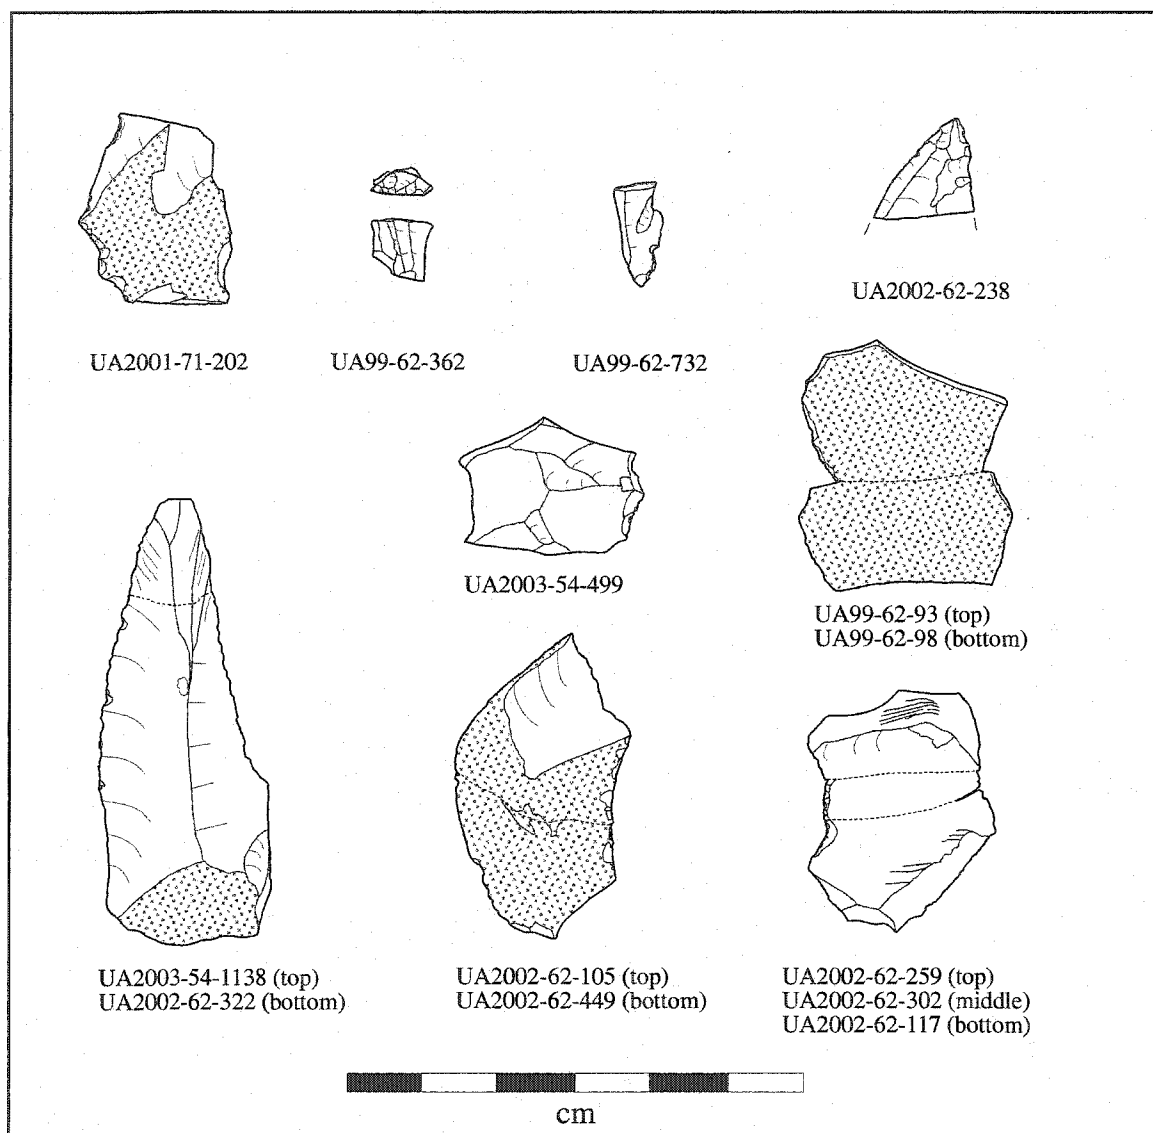 UA2001-71-202
UA99-62-362
UA99-62-732
UA2002-62-238
UA2003-54-499
UA99-62-93 (top)
UA99-62-98 (bottom)
UA2003-54-1138 (top)
UA2002-62-322 (bottom)
UA2002-62-105 (top)
UA2002-62-449 (bottom)
UA2002-62-259 (top)
UA2002-62-302 (middle)
UA2002-62-117 (bottom)
cm